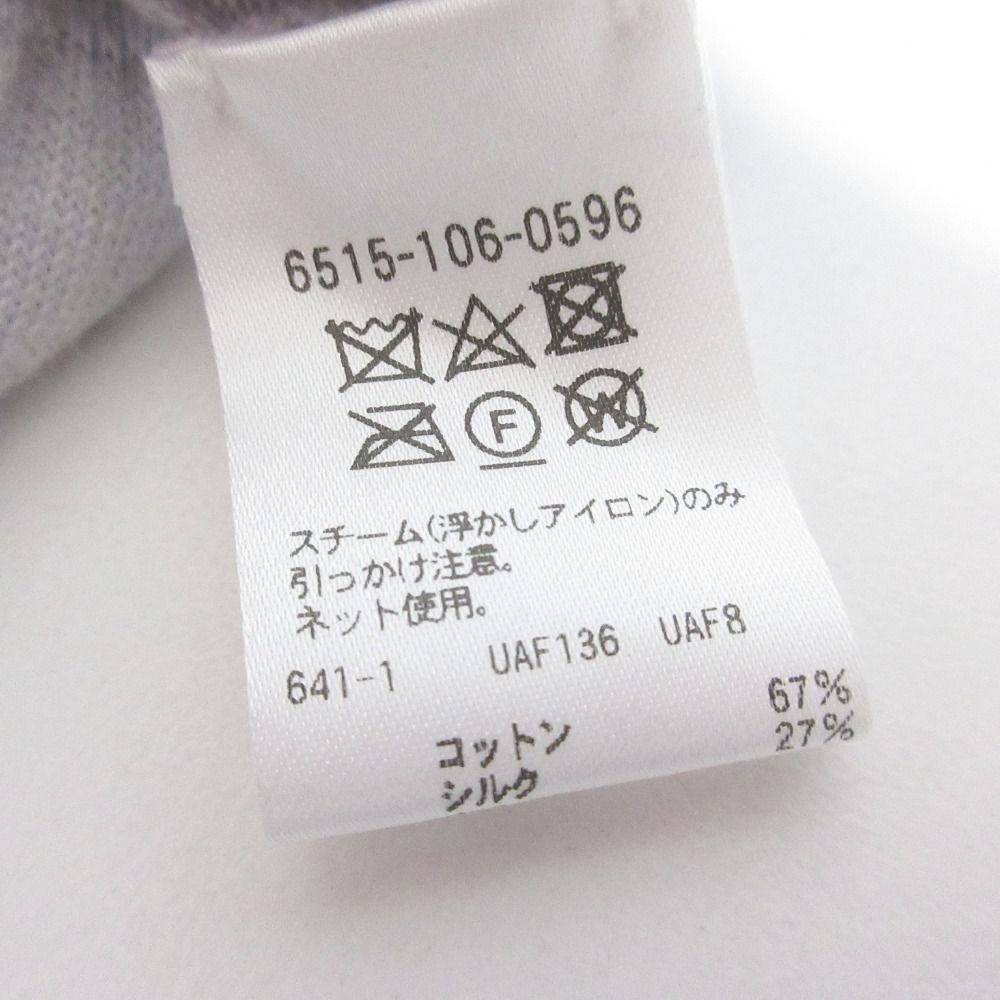 6515-106-0596
F W
スチーム(浮かしアイロン)のみ
引っかけ注意。
ネット使用。
641-1 UAF136 UAF8
コットン 67%
シルク 27%